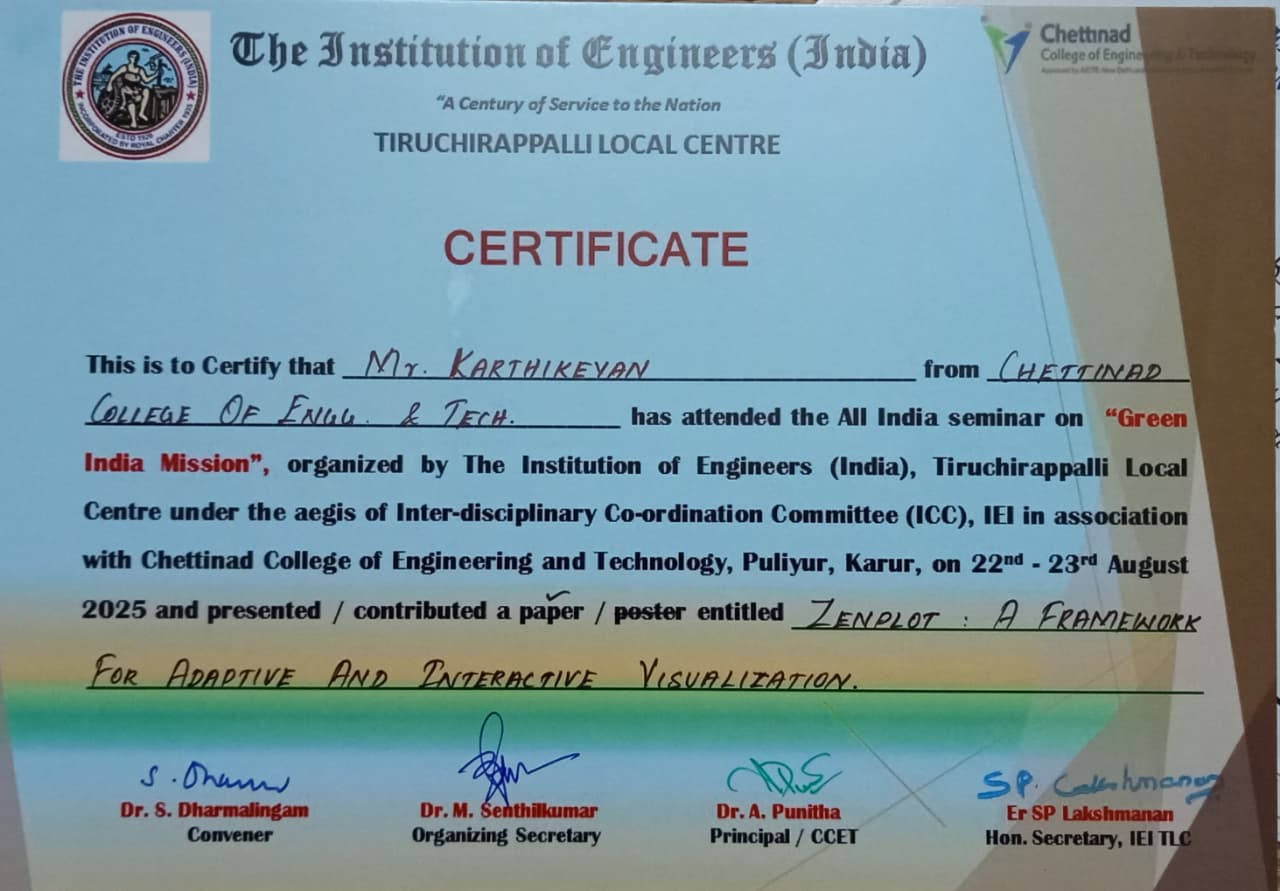 THE INSTITUTION OF ENGINEERS (INDIA)
INCORPORATED BY ROYAL CHARTER 1935
ESTD 1920
The Institution of Engineers (India)
"A Century of Service to the Nation
TIRUCHIRAPPALLI LOCAL CENTRE
Chettnad
College of Engineering & Technology
CERTIFICATE
This is to Certify that Mr. KARTHIKEYAN from CHETTINAD
COLLEGE OF ENGG. & TECH. has attended the All India seminar on "Green
India Mission", organized by The Institution of Engineers (India), Tiruchirappalli Local
Centre under the aegis of Inter-disciplinary Co-ordination Committee (ICC), IEI in association
with Chettinad College of Engineering and Technology, Puliyur, Karur, on 22nd - 23rd August
2025 and presented / contributed a paper / poster entitled ZENPLOT : A FRAMEWORK
FOR ADAPTIVE AND INTERACTIVE VISUALIZATION.
S. Dharm SP. Lakshmanan
Dr. S. Dharmalingam Dr. M. Senthilkumar Dr. A. Punitha Er SP Lakshmanan
Convener Organizing Secretary Principal / CCET Hon. Secretary, IEI TLC